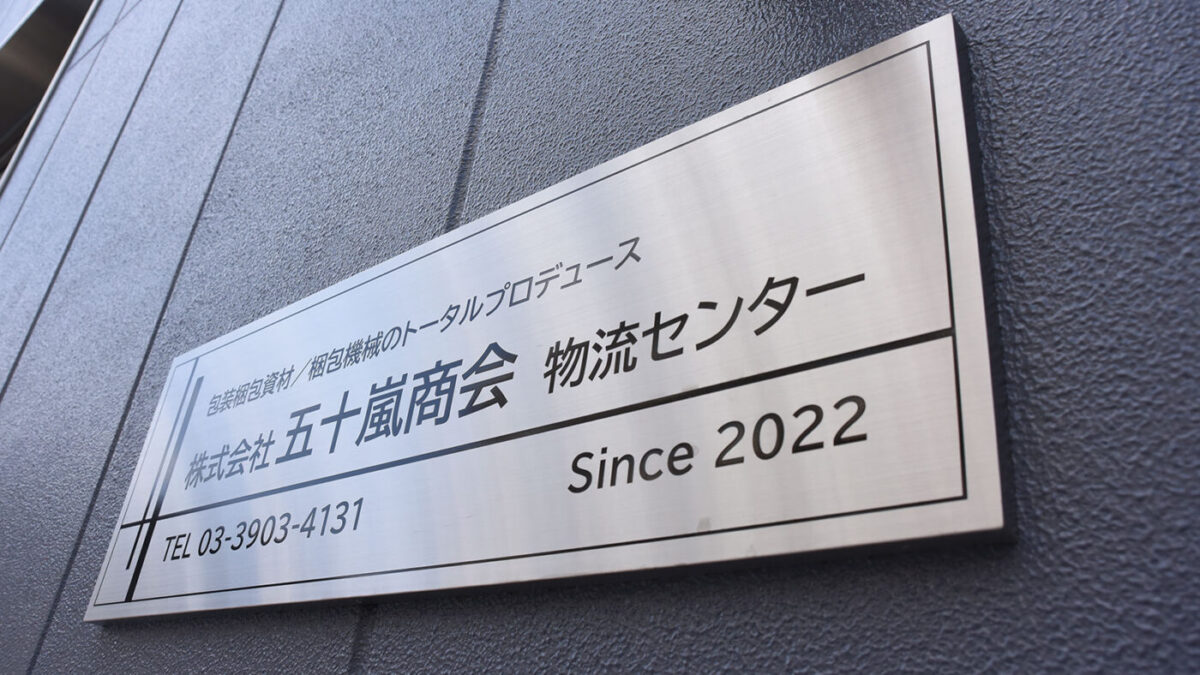 包装梱包資材／梱包機械のトータルプロデュース
株式会社 五十嵐商会 物流センター
Since 2022
TEL 03-3903-4131